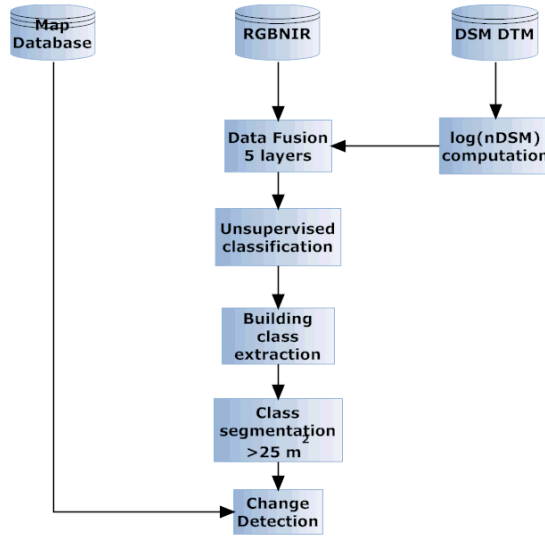 Map
Database
RGBNIR
DSM DTM
Data Fusion
5 layers
log(nDSM)
computation
Unsupervised
classification
Building
class
extraction
Class
segmentation
>25 m²
Change
Detection